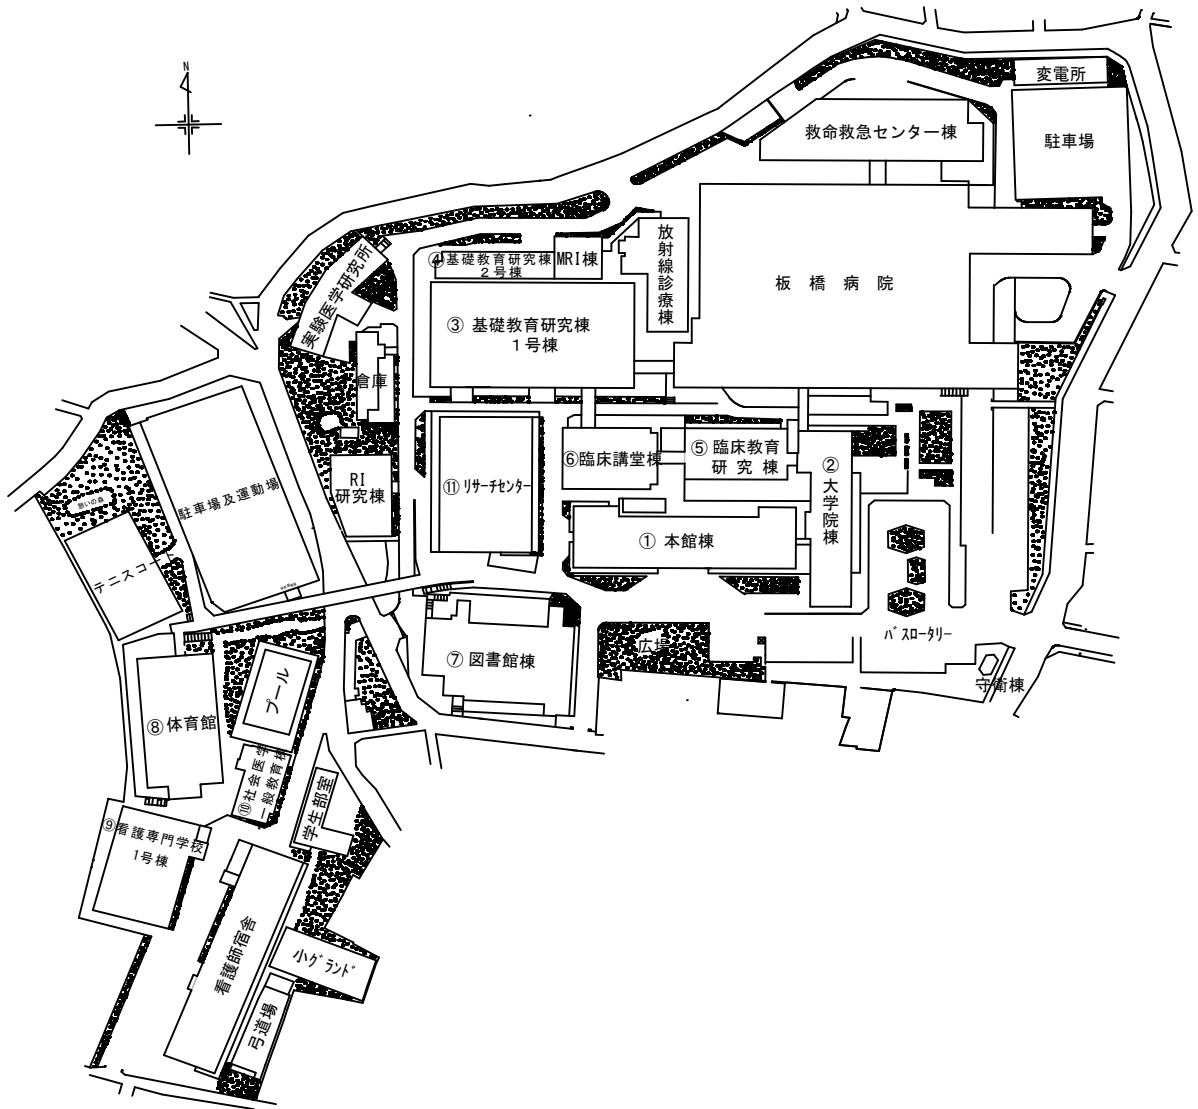 N
変電所
救命救急センター棟
駐車場
放射線診療棟
実験医学研究所
④基礎教育研究棟
2号棟
MRI棟
板橋病院
③ 基礎教育研究棟
1号棟
倉庫
⑤ 臨床教育
研究棟
⑥臨床講堂棟
② 大学院棟
RI
研究棟
⑪ リサーチセンター
駐車場及運動場
① 本館棟
テニスコート
バスロータリー
広場
⑦ 図書館棟
守衛棟
プール
⑧ 体育館
⑩社会医学
一般教育棟
学生部室
⑨看護専門学校
1号棟
看護師宿舎
小グランド
弓道場